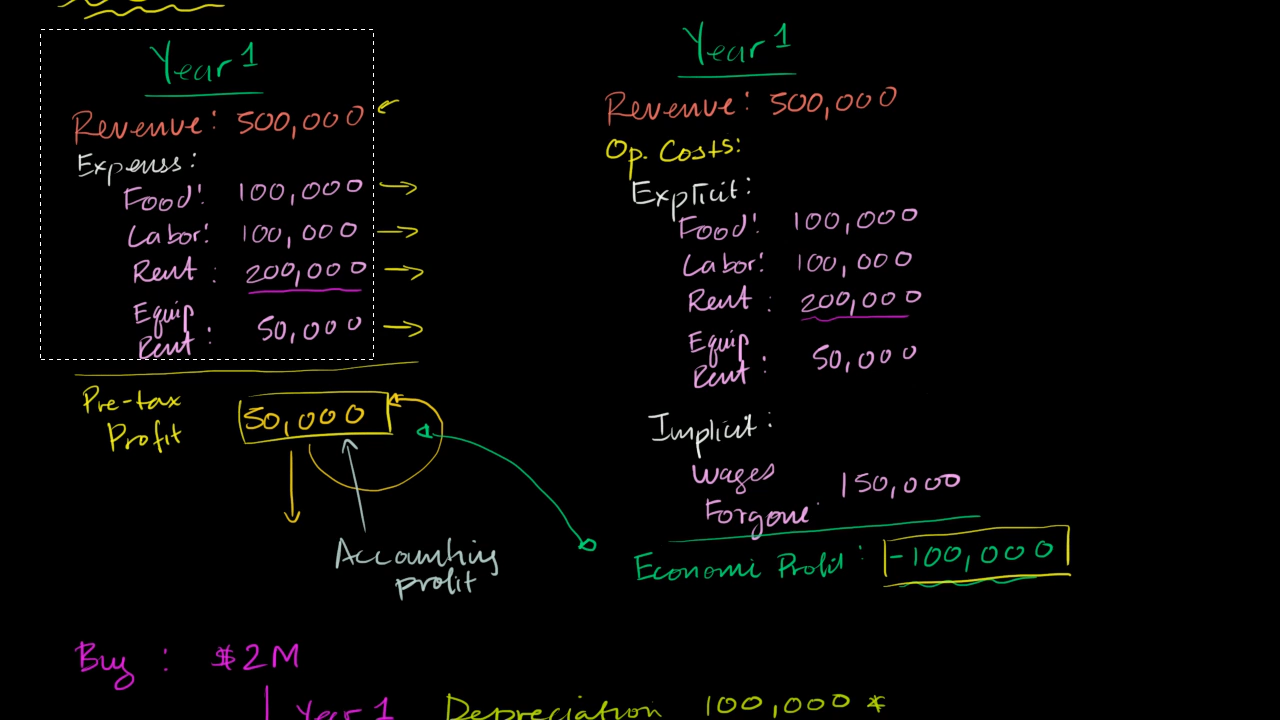 Year 1
Revenue: 500,000
Expenss:
Food: 100,000
Labor: 100,000
Rent : 200,000
Equip
Rent : 50,000
Pre-tax
Profit 50,000
Accounting
profit
Year 1
Revenue: 500,000
Op. Costs:
Explicit:
Food: 100,000
Labor: 100,000
Rent : 200,000
Equip
Rent : 50,000
Implicit:
Wages
Forgone: 150,000
Economi Profit: -100,000
Buy : $2M
Year 1 Depreciation 100,000 *